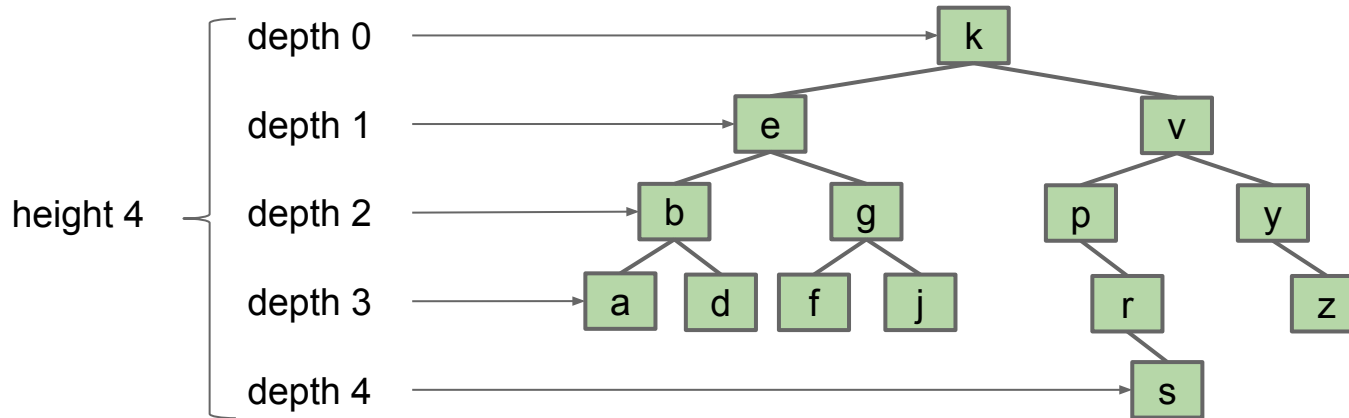 depth 0 k
depth 1 e v
height 4 depth 2 b g p y
depth 3 a d f j r z
depth 4 s